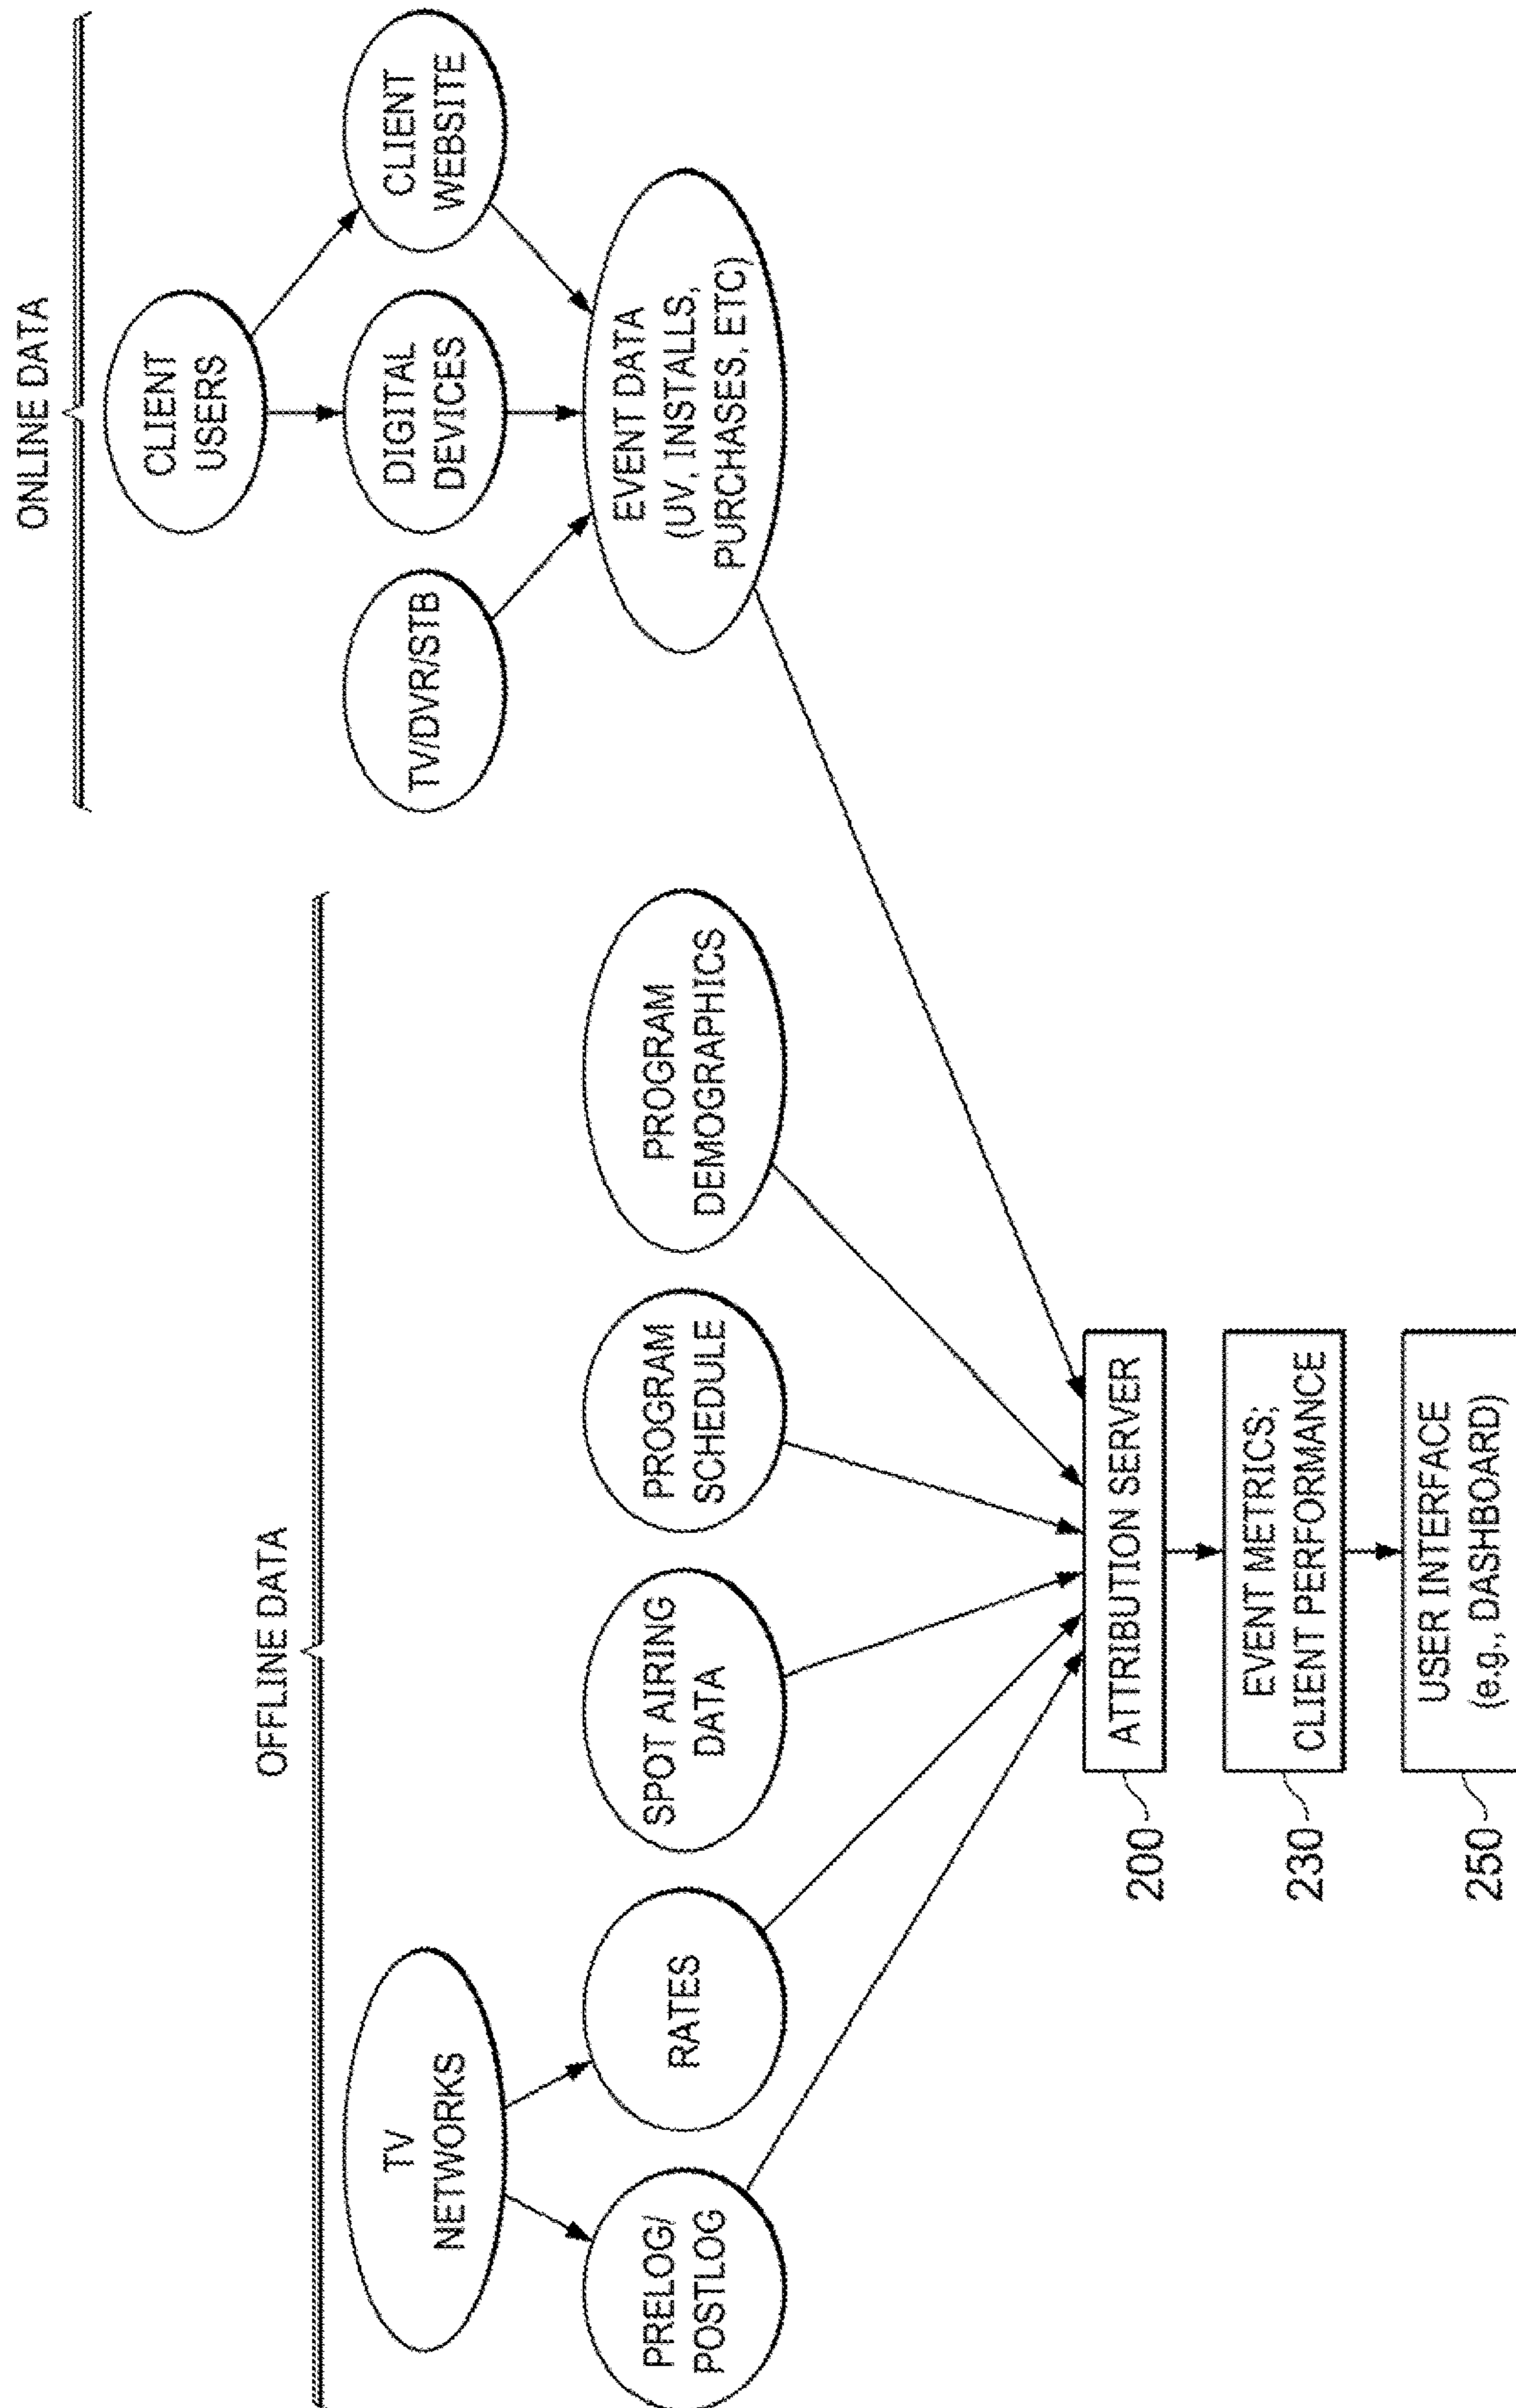 OFFLINE DATA
ONLINE DATA
CLIENT
USERS
TV
NETWORKS
TV/DVR/STB
DIGITAL
DEVICES
CLIENT
WEBSITE
PRELOG/
POSTLOG
RATES
SPOT AIRING
DATA
PROGRAM
SCHEDULE
PROGRAM
DEMOGRAPHICS
EVENT DATA
(UV, INSTALLS,
PURCHASES, ETC)
200
ATTRIBUTION SERVER
230
EVENT METRICS;
CLIENT PERFORMANCE
250
USER INTERFACE
(e.g., DASHBOARD)